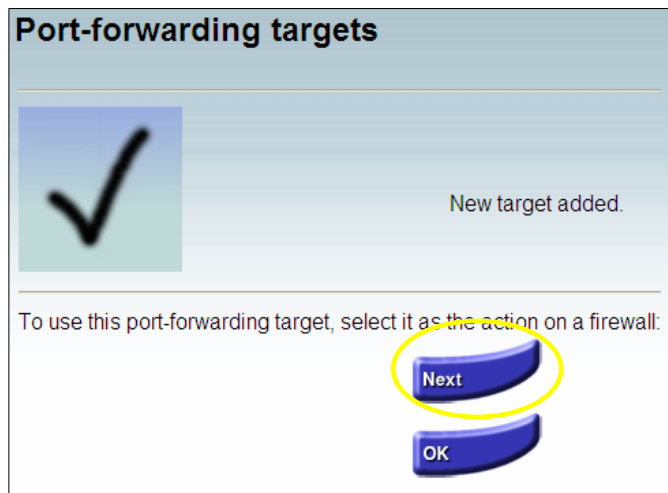 Port-forwarding targets
New target added.
To use this port-forwarding target, select it as the action on a firewall:
Next
OK